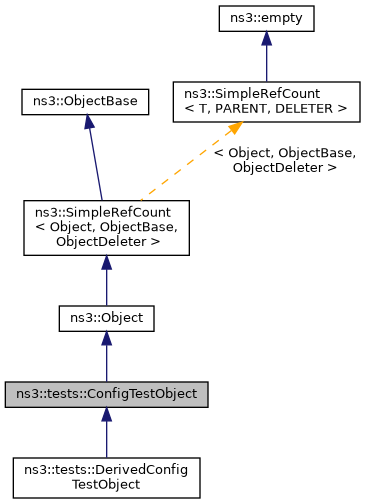 ns3::empty
ns3::SimpleRefCount
< T, PARENT, DELETER >
ns3::ObjectBase
< Object, ObjectBase,
ObjectDeleter >
ns3::SimpleRefCount
< Object, ObjectBase,
ObjectDeleter >
ns3::Object
ns3::tests::ConfigTestObject
ns3::tests::DerivedConfig
TestObject